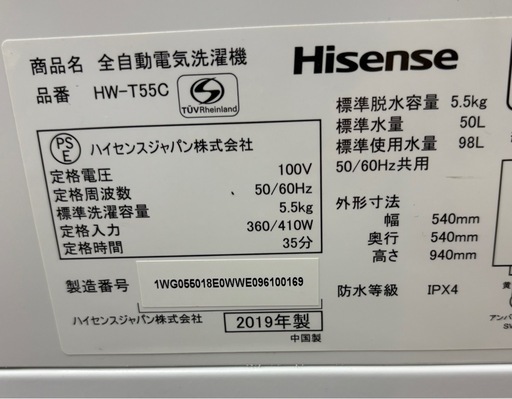 商品名 全自動電気洗濯機
品番 HW-T55C
S
TÜVRheinland
Hisense
PS
E
ハイセンスジャパン株式会社
定格電圧 100V
定格周波数 50/60Hz
標準洗濯容量 5.5kg
定格入力 360/410W
定格時間 35分
標準脱水容量 5.5kg
標準水量 50L
標準使用水量 98L
50/60Hz共用
外形寸法
幅 540mm
奥行 540mm
高さ 940mm
防水等級 IPX4
製造番号 1WG055018E0WWE096100169
ハイセンスジャパン株式会社 2019年製
中国製
黄
アンバ